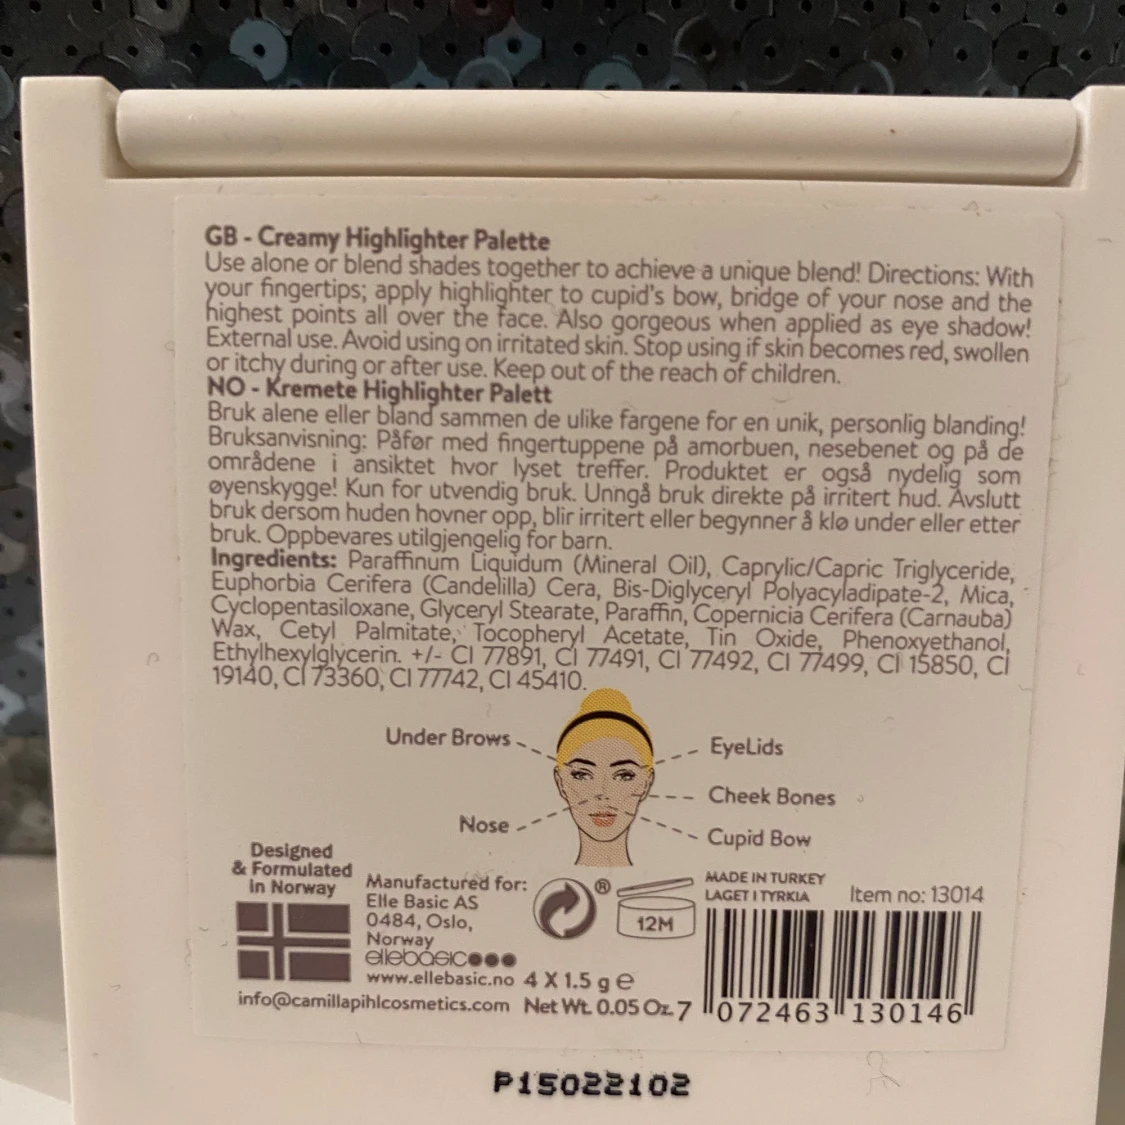 GB - Creamy Highlighter Palette
Use alone or blend shades together to achieve a unique blend! Directions: With
your fingertips; apply highlighter to cupid's bow, bridge of your nose and the
highest points all over the face. Also gorgeous when applied as eye shadow!
External use. Avoid using on irritated skin. Stop using if skin becomes red, swollen
or itchy during or after use. Keep out of the reach of children.
NO - Kremete Highlighter Palett
Bruk alene eller bland sammen de ulike fargene for en unik, personlig blanding!
Bruksanvisning: Påfør med fingertuppene på amorbuen, nesebenet og på de
områdene i ansiktet hvor lyset treffer. Produktet er også nydelig som
øyenskygge! Kun for utvendig bruk. Unngå bruk direkte på irritert hud. Avslutt
bruk dersom huden hovner opp, blir irritert eller begynner å klø under eller etter
bruk. Oppbevares utilgjengelig for barn.
Ingredients: Paraffinum Liquidum (Mineral Oil), Caprylic/Capric Triglyceride,
Euphorbia Cerifera (Candelilla) Cera, Bis-Diglyceryl Polyacyladipate-2, Mica,
Cyclopentasiloxane, Glyceryl Stearate, Paraffin, Copernicia Cerifera (Carnauba)
Wax, Cetyl Palmitate, Tocopheryl Acetate, Tin Oxide, Phenoxyethanol,
Ethylhexylglycerin. +/- CI 77891, CI 77491, CI 77492, CI 77499, CI 15850, CI
19140, CI 73360, CI 77742, CI 45410.
Under Brows
EyeLids
Cheek Bones
Nose
Cupid Bow
Designed
& Formulated
in Norway
Manufactured for:
Elle Basic AS
0484, Oslo,
Norway
ellebasic
www.ellebasic.no
info@camillapihlcosmetics.com
®
12M
4 X 1.5 g e
Net Wt. 0.05 Oz.
MADE IN TURKEY
LAGET I TYRKIA
Item no: 13014
7 072463 130146
P15022102